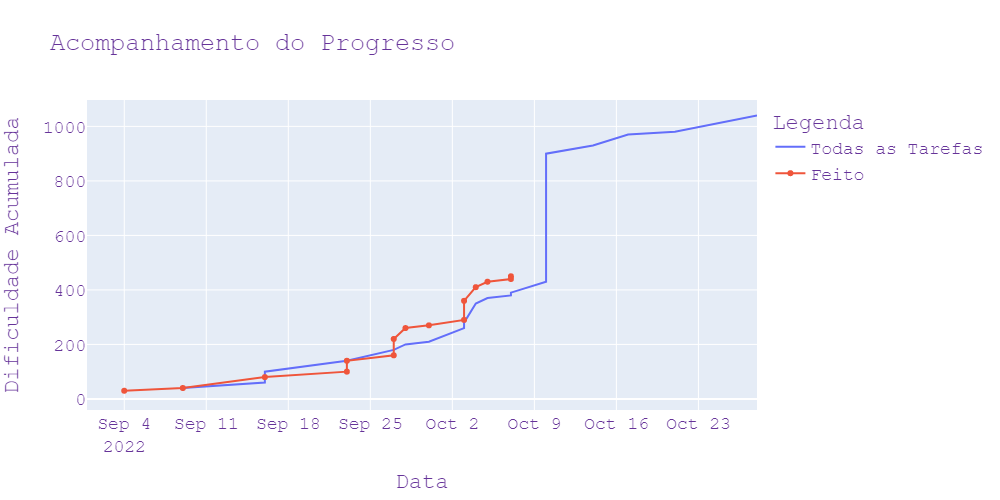 Acompanhamento do Progresso
Dificuldade Acumulada
1000
800
600
400
200
0
Sep 4
2022
Sep 11
Sep 18
Sep 25
Oct 2
Oct 9
Oct 16
Oct 23
Data
Legenda
Todas as Tarefas
Feito